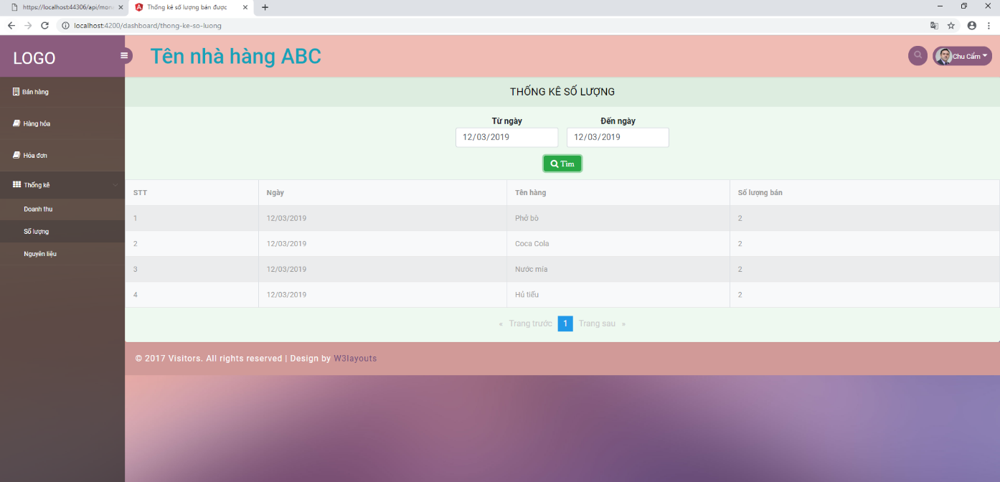 https://localhost:44306/api/mon
Thống kê số lượng bán được
localhost:4200/dashboard/thong-ke-so-luong
LOGO
Tên nhà hàng ABC
Chu Cẩm
Bán hàng
Hàng hóa
Hóa đơn
Thống kê
Doanh thu
Số lượng
Nguyên liệu
THỐNG KÊ SỐ LƯỢNG
Từ ngày Đến ngày
12/03/2019 12/03/2019
Tìm
STT Ngày Tên hàng Số lượng bán
1 12/03/2019 Phở bò 2
2 12/03/2019 Coca Cola 2
3 12/03/2019 Nước mía 2
4 12/03/2019 Hủ tiếu 2
« Trang trước 1 Trang sau »
© 2017 Visitors. All rights reserved | Design by W3layouts